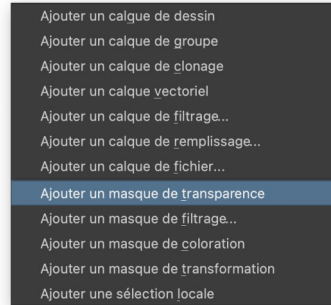 Ajouter un calque de dessin
Ajouter un calque de groupe
Ajouter un calque de clonage
Ajouter un calque vectoriel
Ajouter un calque de filtrage...
Ajouter un calque de remplissage...
Ajouter un calque de fichier...
Ajouter un masque de transparence
Ajouter un masque de filtrage...
Ajouter un masque de coloration
Ajouter un masque de transformation
Ajouter une sélection locale